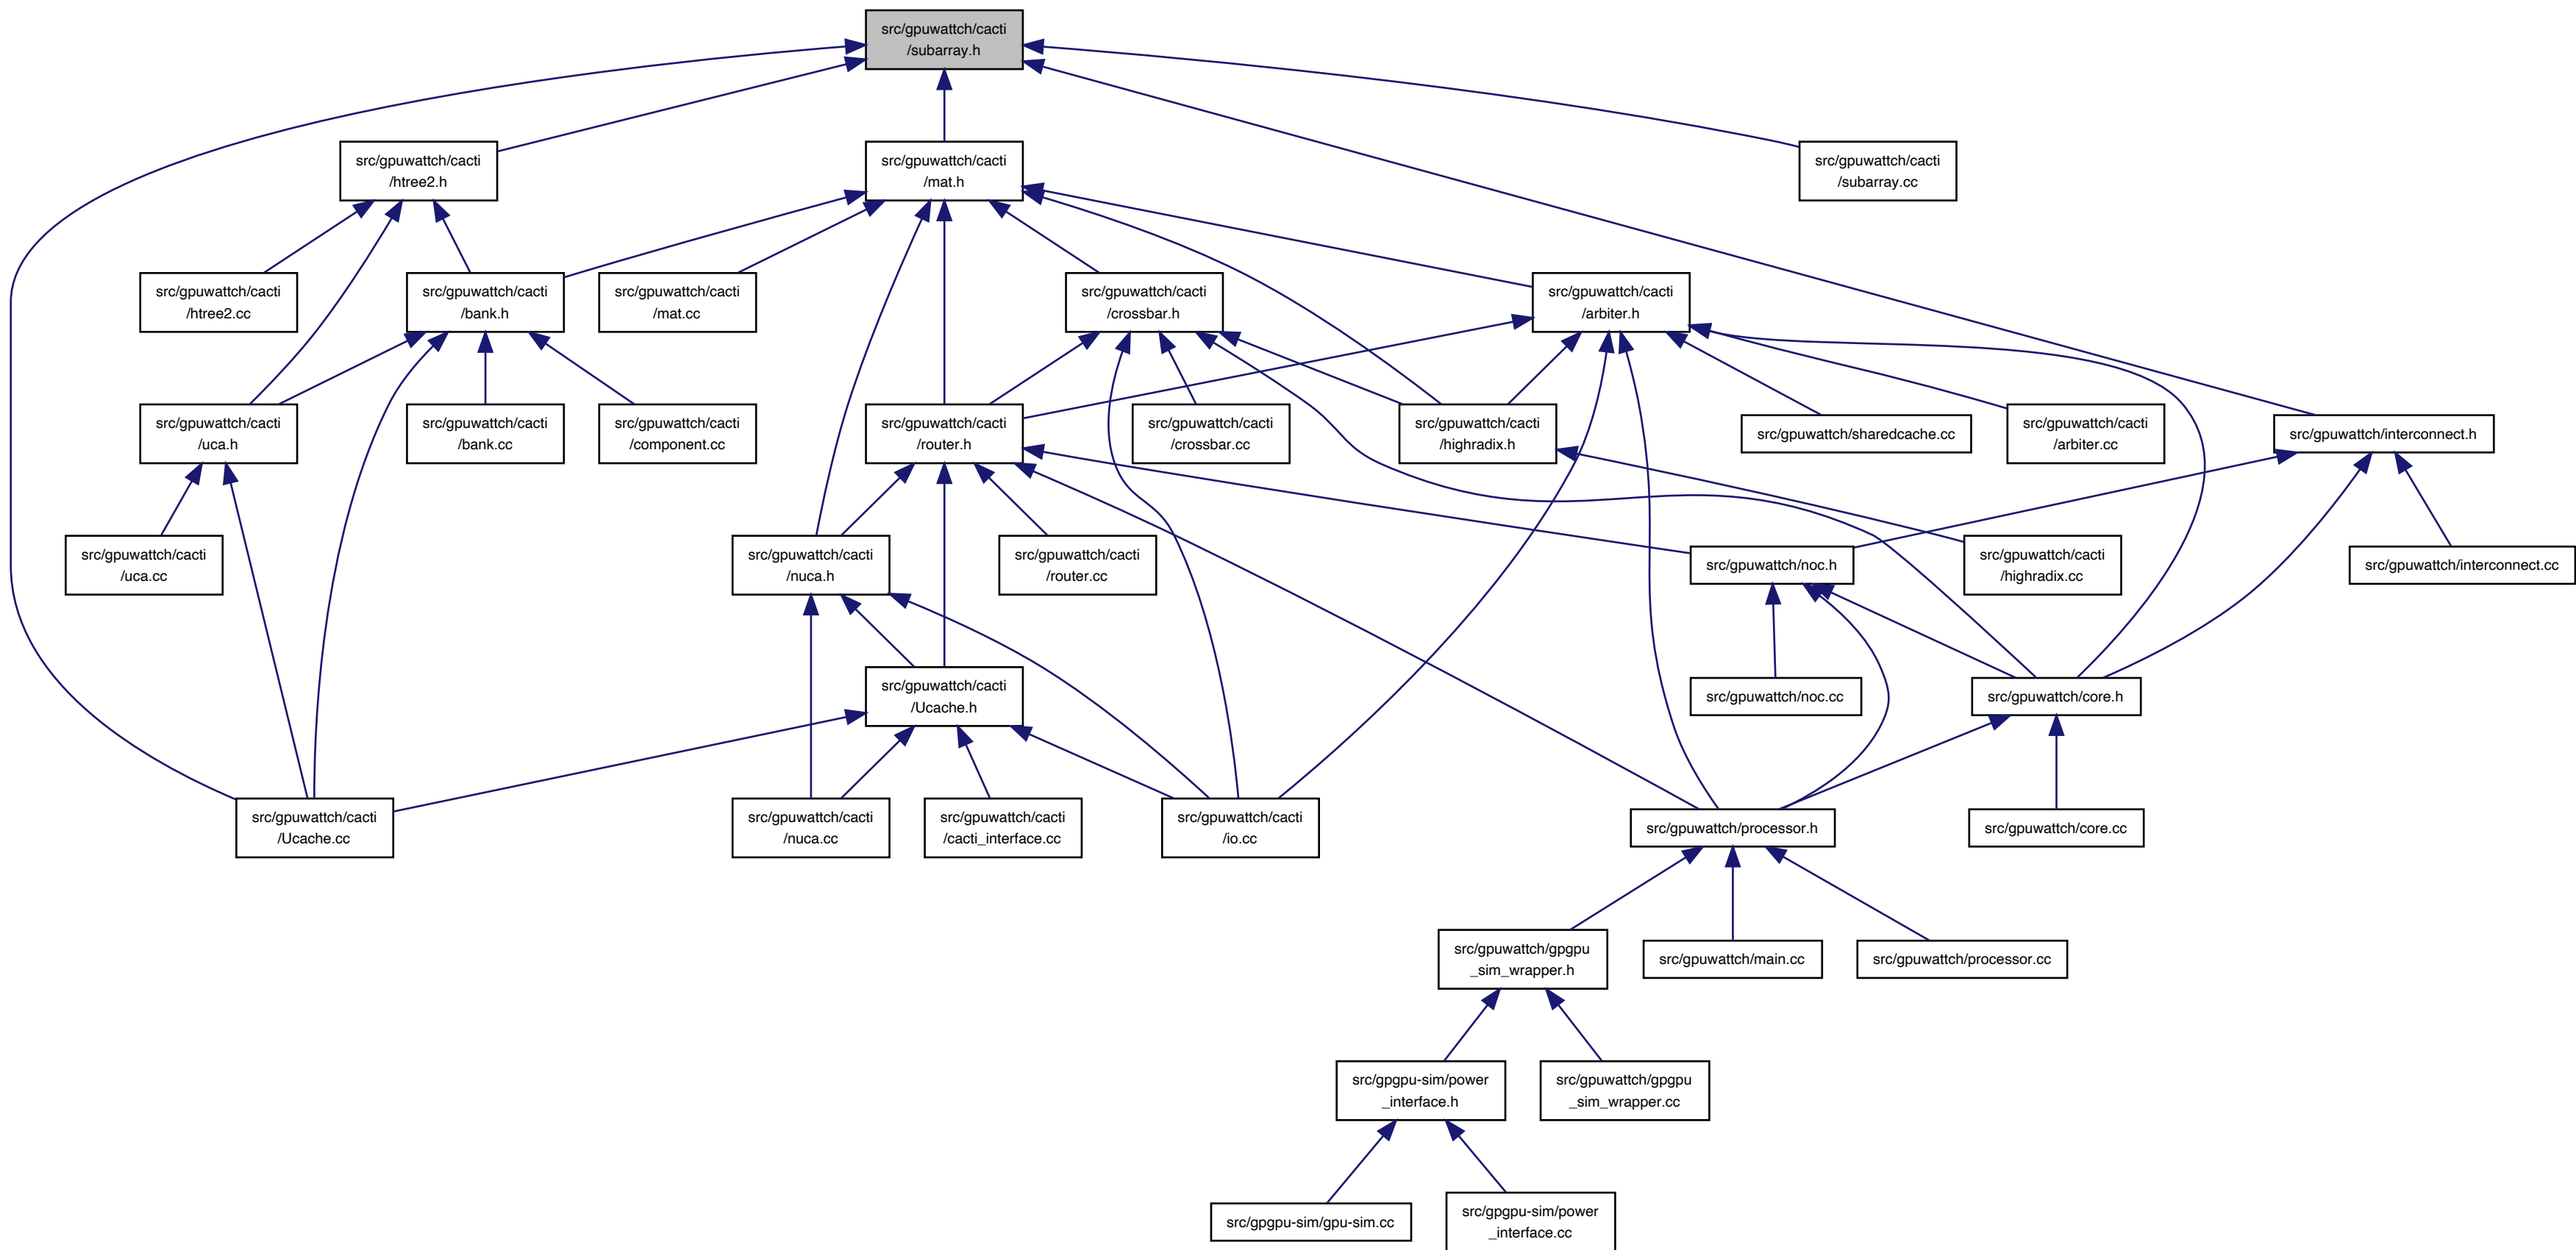 src/gpuwattch/cacti
/subarray.h
src/gpuwattch/cacti
/htree2.h
src/gpuwattch/cacti
/mat.h
src/gpuwattch/cacti
/subarray.cc
src/gpuwattch/cacti
/htree2.cc
src/gpuwattch/cacti
/bank.h
src/gpuwattch/cacti
/mat.cc
src/gpuwattch/cacti
/crossbar.h
src/gpuwattch/cacti
/arbiter.h
src/gpuwattch/cacti
/uca.h
src/gpuwattch/cacti
/bank.cc
src/gpuwattch/cacti
/component.cc
src/gpuwattch/cacti
/router.h
src/gpuwattch/cacti
/crossbar.cc
src/gpuwattch/cacti
/highradix.h
src/gpuwattch/sharedcache.cc
src/gpuwattch/cacti
/arbiter.cc
src/gpuwattch/interconnect.h
src/gpuwattch/cacti
/uca.cc
src/gpuwattch/cacti
/nuca.h
src/gpuwattch/cacti
/router.cc
src/gpuwattch/noc.h
src/gpuwattch/cacti
/highradix.cc
src/gpuwattch/interconnect.cc
src/gpuwattch/cacti
/Ucache.h
src/gpuwattch/noc.cc
src/gpuwattch/core.h
src/gpuwattch/cacti
/Ucache.cc
src/gpuwattch/cacti
/nuca.cc
src/gpuwattch/cacti
/cacti_interface.cc
src/gpuwattch/cacti
/io.cc
src/gpuwattch/processor.h
src/gpuwattch/core.cc
src/gpuwattch/gpgpu
_sim_wrapper.h
src/gpuwattch/main.cc
src/gpuwattch/processor.cc
src/gpgpu-sim/power
_interface.h
src/gpuwattch/gpgpu
_sim_wrapper.cc
src/gpgpu-sim/gpu-sim.cc
src/gpgpu-sim/power
_interface.cc